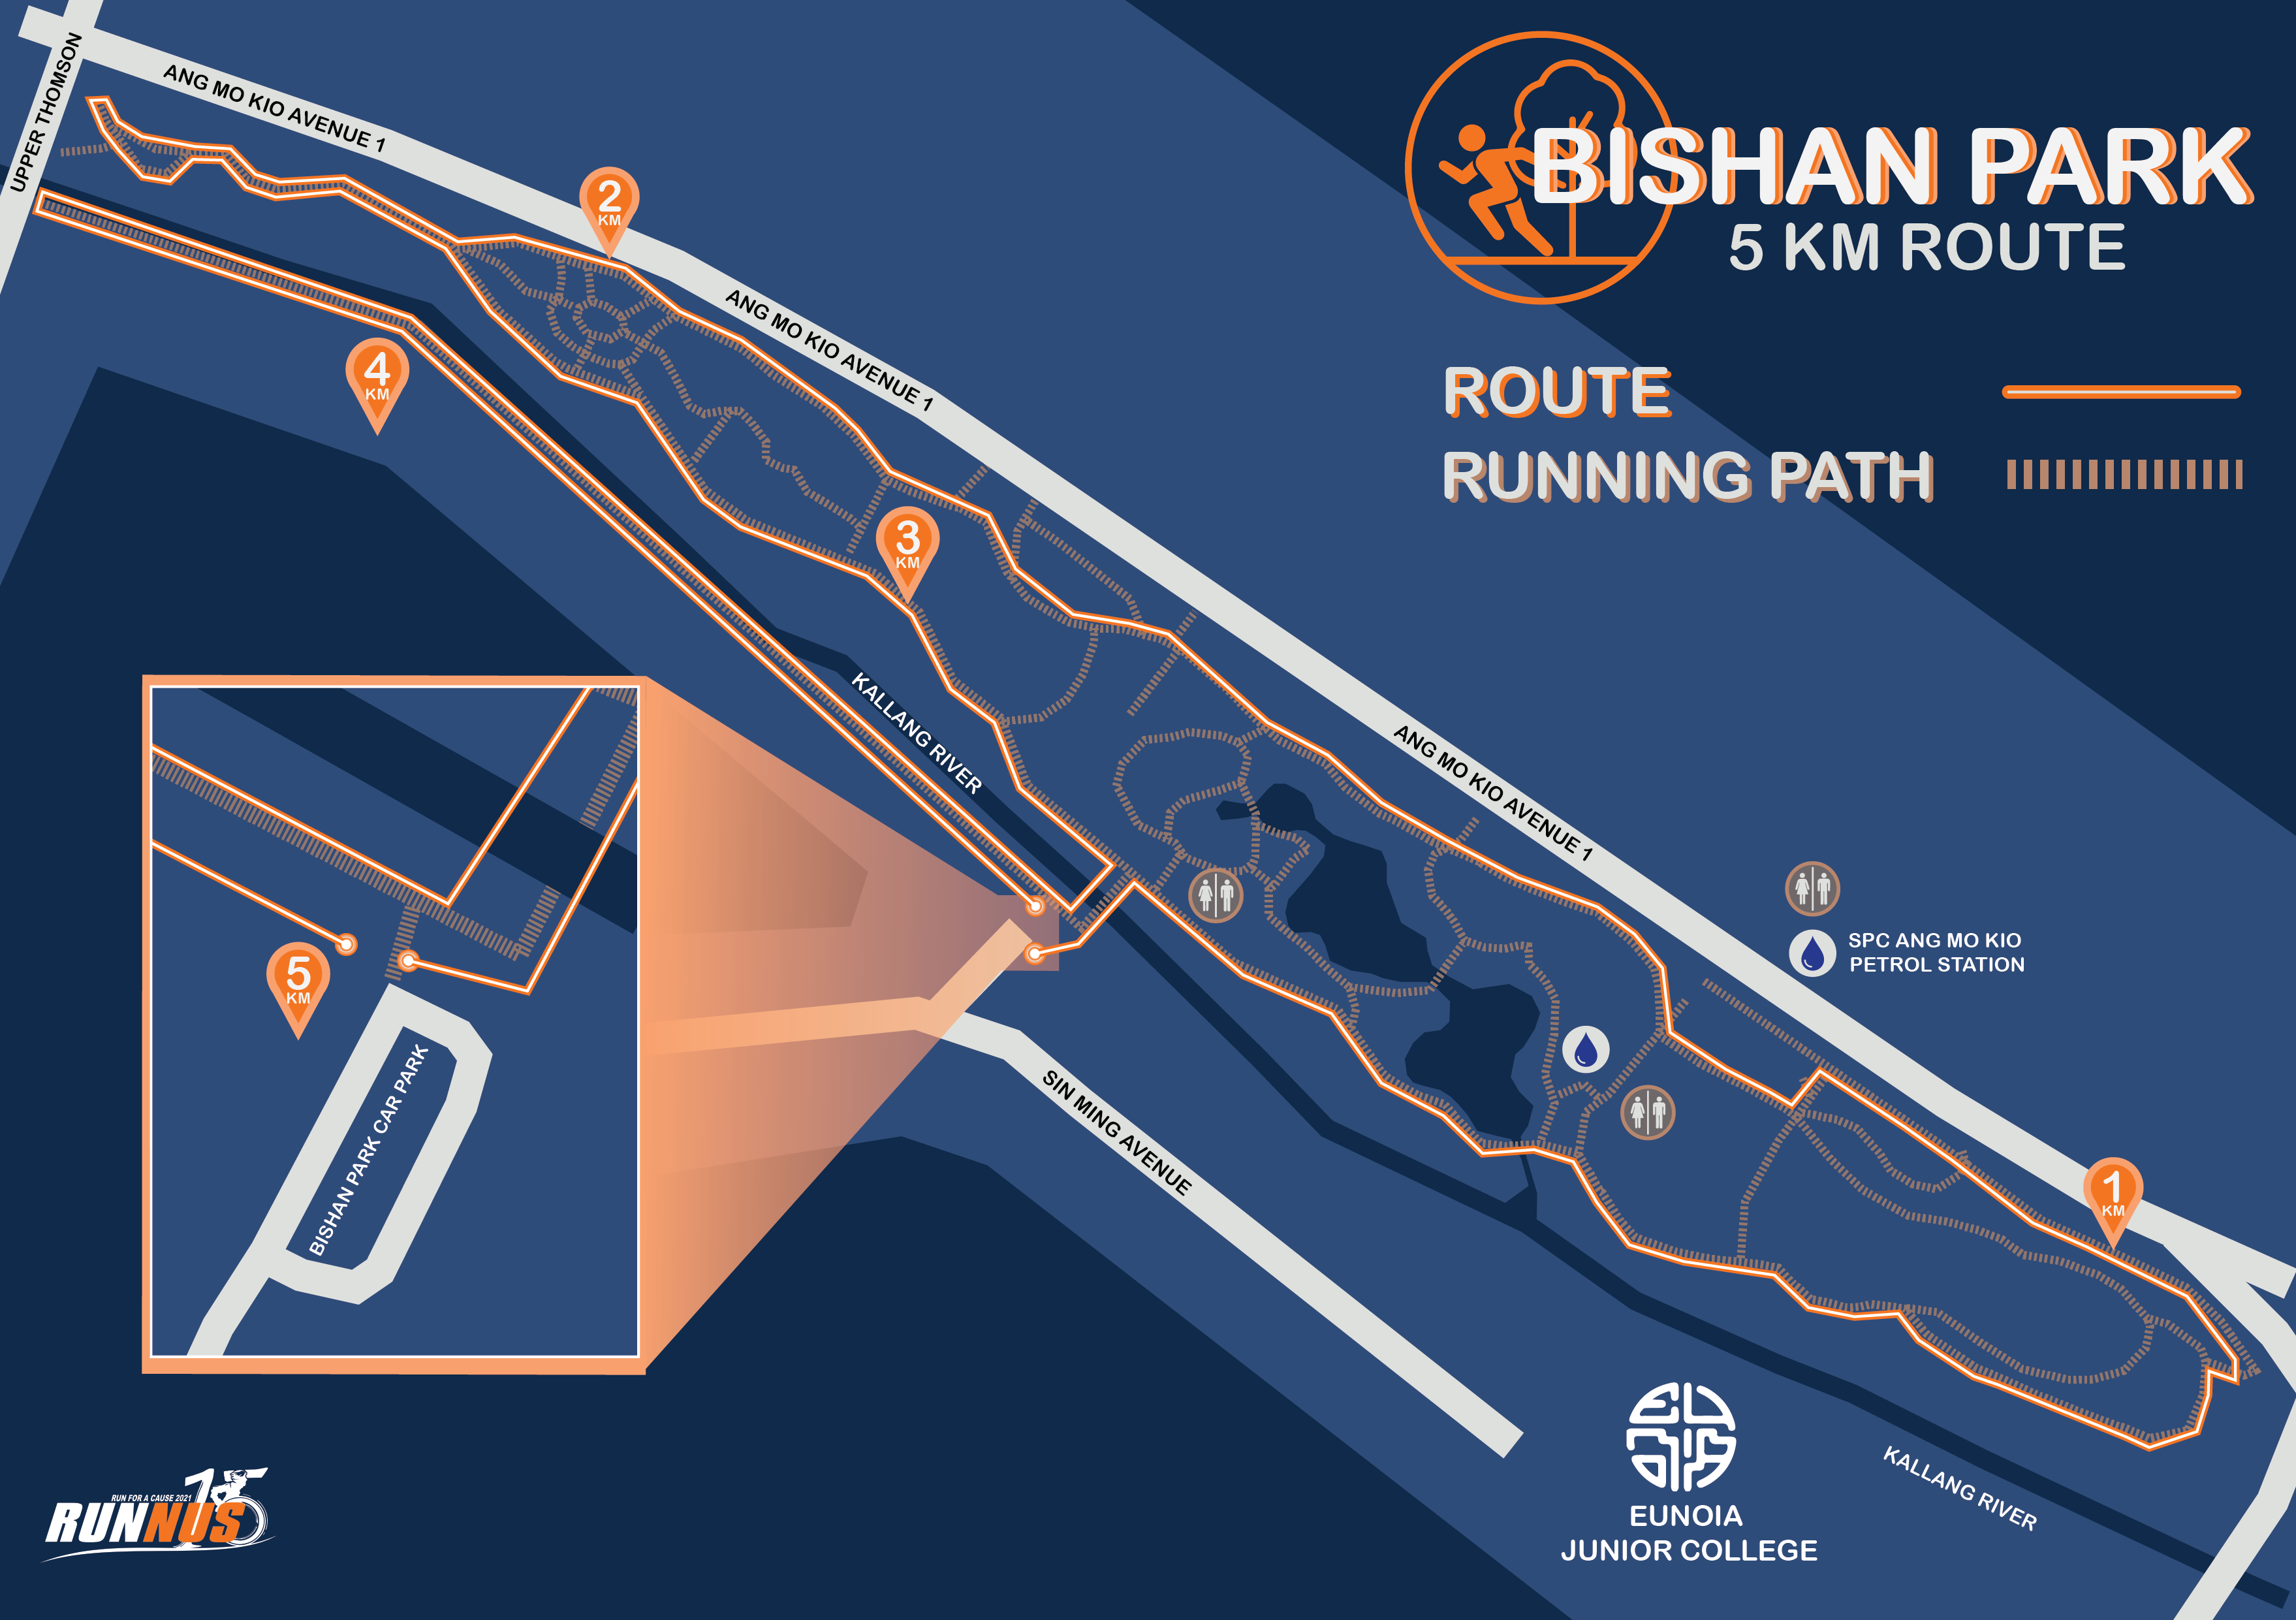 BISHAN PARK
5 KM ROUTE
ROUTE
RUNNING PATH
UPPER THOMSON
ANG MO KIO AVENUE 1
2
KM
ANG MO KIO AVENUE 1
4
KM
3
KM
KALLANG RIVER
ANG MO KIO AVENUE 1
SPC ANG MO KIO
PETROL STATION
5
KM
BISHAN PARK CAR PARK
SIN MING AVENUE
1
KM
KALLANG RIVER
EUNOIA
JUNIOR COLLEGE
RUN FOR A CAUSE 2021
RUNNUS
15